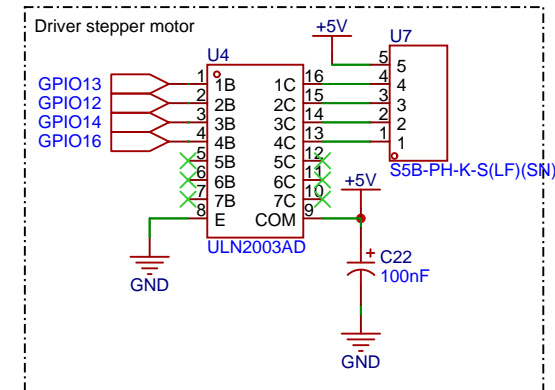 Driver stepper motor
+5V
U7
U4
GPIO13 1 1B 1C 16 5 5
GPIO12 2 2B 2C 15 4 4
GPIO14 3 3B 3C 14 3 3
GPIO16 4 4B 4C 13 2 2
5 5B 5C 12 1 1
6 6B 6C 11 S5B-PH-K-S(LF)(SN)
7 7B 7C 10 +5V
8 E COM 9
ULN2003AD
+ C22
100nF
GND
GND